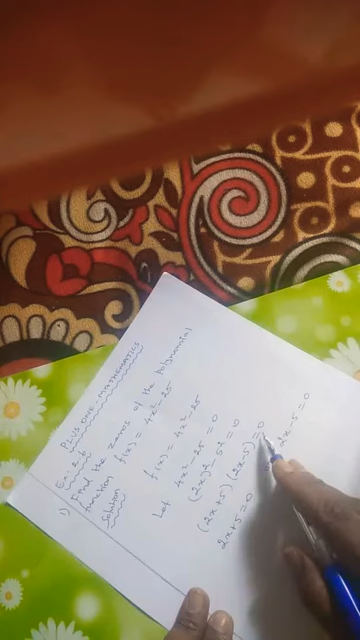 PLUS ONE MATHEMATICS
Ex: 2.6
1) Find the zeros of the polynomial
function f(x) = 4x² - 25
Solution
f(x) = 4x² - 25
Let 4x² - 25 = 0
(2x)² - 5² = 0
(2x+5) (2x-5) = 0
2x+5 = 0 2x-5 = 0